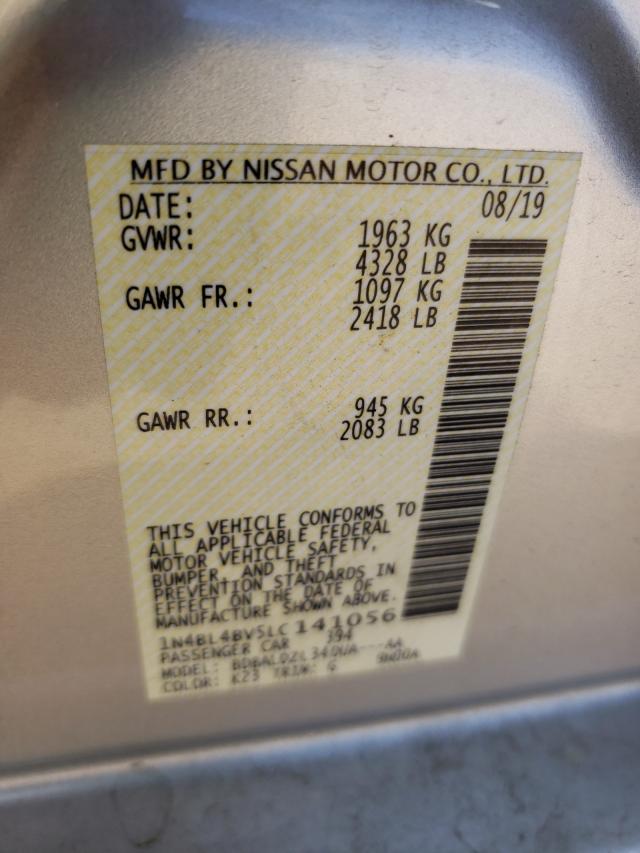 MFD BY NISSAN MOTOR CO., LTD.
DATE: 08/19
GVWR: 1963 KG
4328 LB
GAWR FR.: 1097 KG
2418 LB
GAWR RR.: 945 KG
2083 LB
THIS VEHICLE CONFORMS TO
ALL APPLICABLE FEDERAL
MOTOR VEHICLE SAFETY,
BUMPER, AND THEFT
PREVENTION STANDARDS IN
EFFECT ON THE DATE OF
MANUFACTURE SHOWN ABOVE.
1N4BL4BV5LC141056
PASSENGER CAR 394
MODEL:
COLOR: K23 TRIM: G